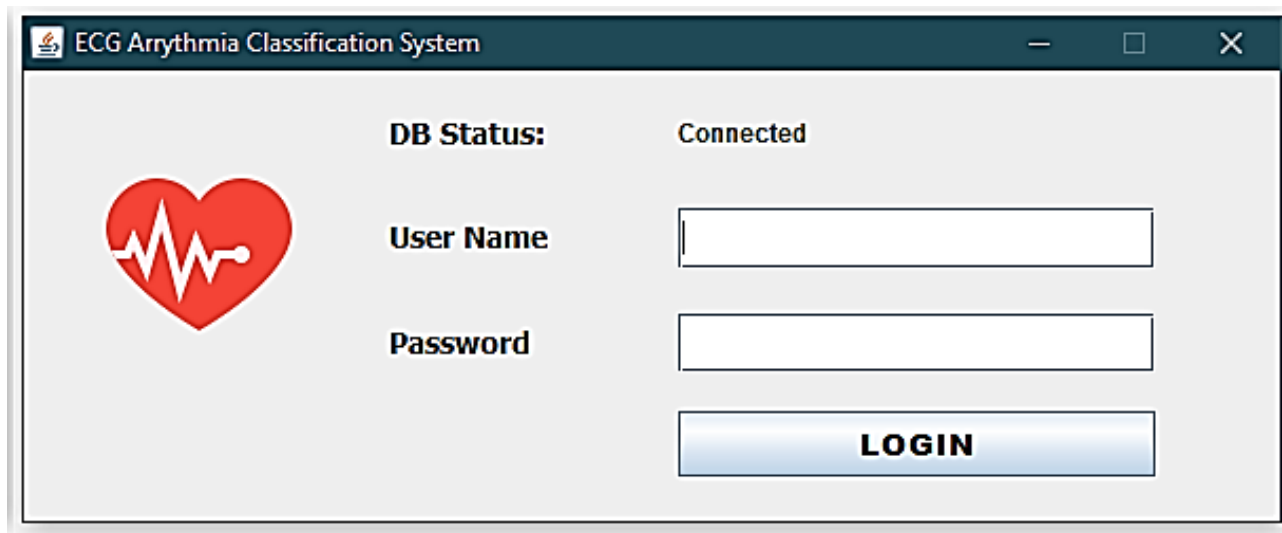 ECG Arrythmia Classification System
DB Status: Connected
User Name
Password
LOGIN